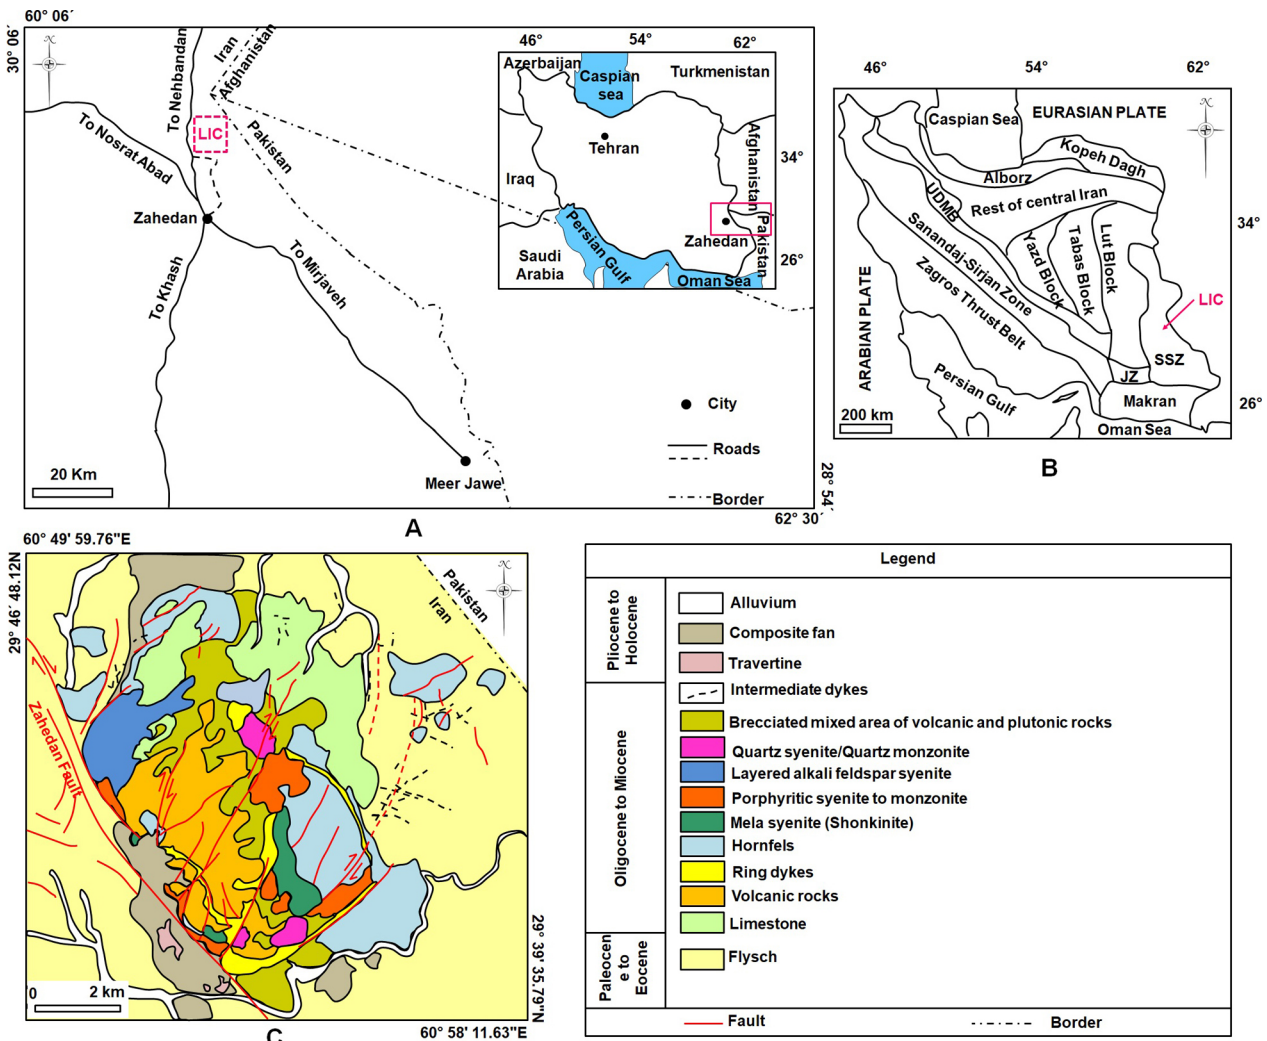 60° 06´
30° 06´
N
To Nehbandan
Iran
Afghanistan
LIC
Pakistan
To Nosrat Abad
Zahedan
To Khash
To Mirjaveh
Meer Jawe
20 Km
City
Roads
Border
28° 54´
62° 30´
A
46°
54°
62°
Azerbaijan
Caspian
sea
Turkmenistan
Tehran
Afghanistan
34°
Iraq
Zahedan
Pakistan
Persian Gulf
Saudi
Arabia
Oman Sea
26°
46°
54°
62°
Caspian Sea
EURASIAN PLATE
N
Kopeh Dagh
Alborz
Rest of central Iran
UDMB
34°
Sanandaj-Sirjan Zone
Yazd Block
Tabas Block
Lut Block
Zagros Thrust Belt
LIC
ARABIAN PLATE
SSZ
JZ
Persian Gulf
Makran
26°
200 km
Oman Sea
B
60° 49' 59.76"E
29° 46´ 48.12N
Pakistan
Iran
N
Zahedan Fault
0
2 km
29° 39' 35.79"N
60° 58' 11.63"E
C
Legend
Pliocene to
Holocene
Alluvium
Composite fan
Travertine
Oligocene to Miocene
Intermediate dykes
Brecciated mixed area of volcanic and plutonic rocks
Quartz syenite/Quartz monzonite
Layered alkali feldspar syenite
Porphyritic syenite to monzonite
Mela syenite (Shonkinite)
Hornfels
Ring dykes
Volcanic rocks
Limestone
Paleocen
e to
Eocene
Flysch
Fault
Border